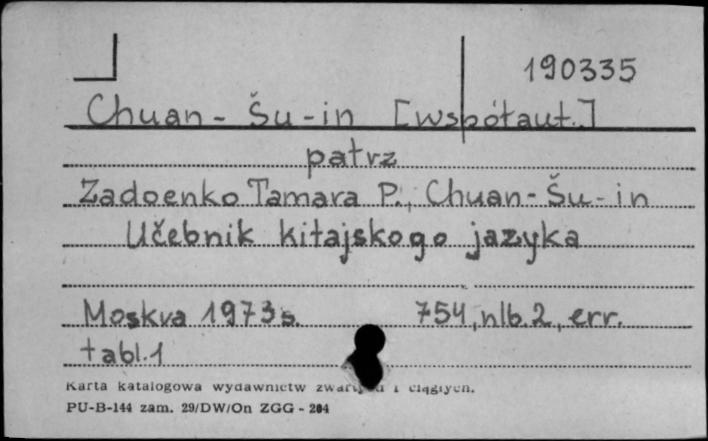 190335
Chuan - Šu - in [współaut.]
patrz
Zadoenko Tamara P., Chuan - Šu - in
Učebnik kitajskogo jazyka
Moskva 1973 s. 754, nlb. 2, err.
tabl. 1
Karta katalogowa wydawnictw i ciągłych.
PU-B-144 zam. 29/DW/On ZGG - 204